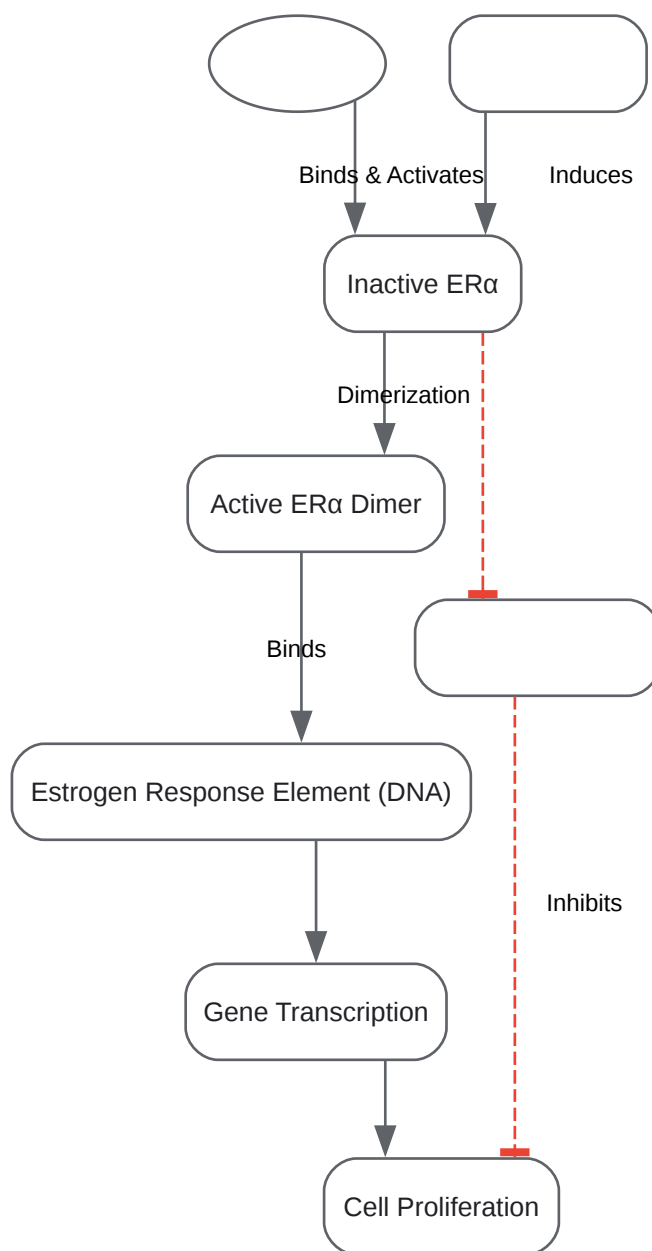 Binds & Activates
Induces
Inactive ERα
Dimerization
Active ERα Dimer
Binds
Estrogen Response Element (DNA)
Inhibits
Gene Transcription
Cell Proliferation